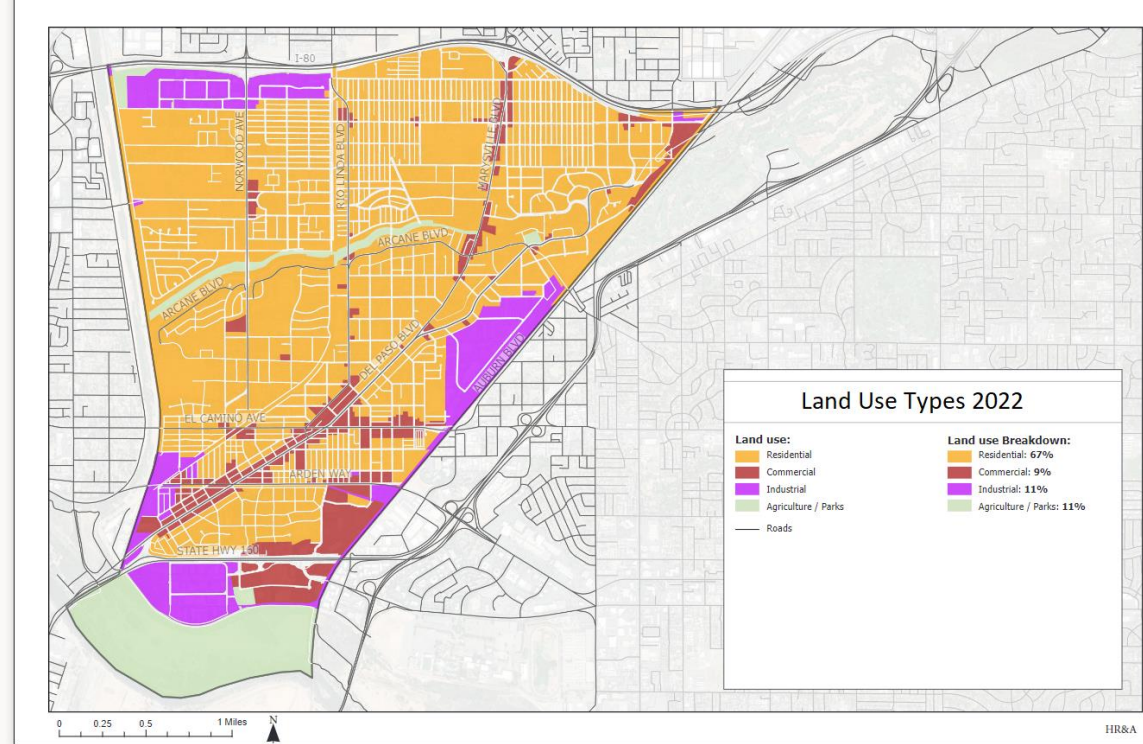 I-80
NORWOOD AVE
RIO LINDA BLVD
MARYSVILLE BLVD
ARCANE BLVD
ARCANE BLVD
DEL PASO BLVD
AUBURN BLVD
EL CAMINO AVE
ARDEN WAY
STATE HWY 160
Land Use Types 2022
Land use:
Residential
Commercial
Industrial
Agriculture / Parks
Roads
Land use Breakdown:
Residential: 67%
Commercial: 9%
Industrial: 11%
Agriculture / Parks: 11%
0 0.25 0.5 1 Miles
N
HR&A